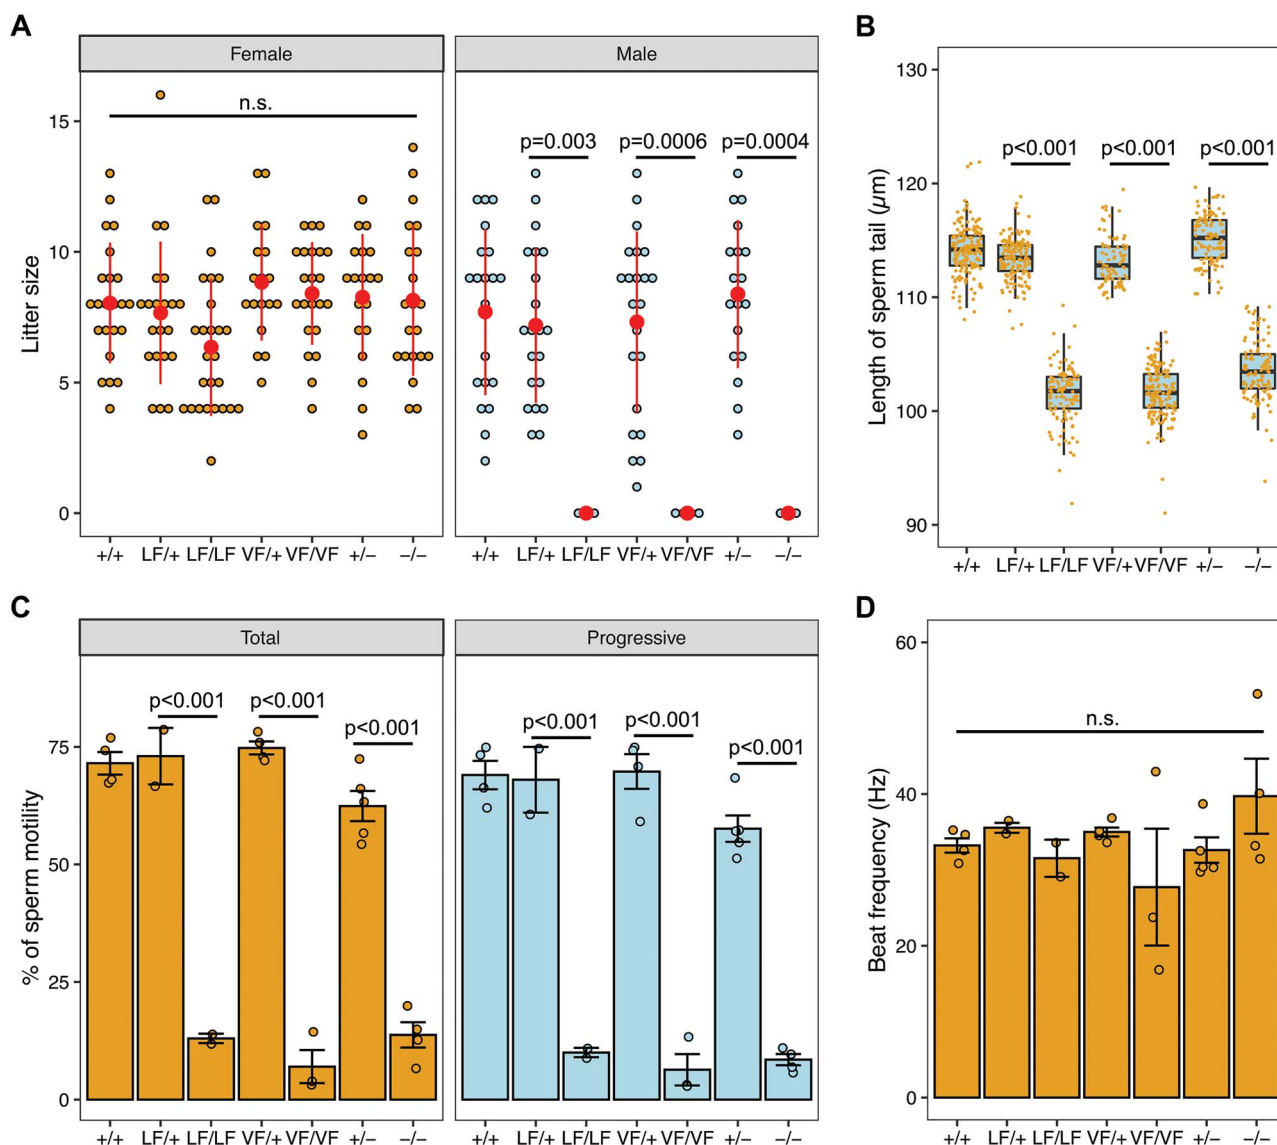 A
Female
Male
n.s.
p=0.003
p=0.0006
p=0.0004
Litter size
15
10
5
0
+/+ LF/+ LF/LF VF/+ VF/VF +/− −/−
+/+ LF/+ LF/LF VF/+ VF/VF +/− −/−
B
p<0.001
p<0.001
p<0.001
Length of sperm tail (µm)
130
120
110
100
90
+/+ LF/+ LF/LF VF/+ VF/VF +/− −/−
C
Total
Progressive
p<0.001
p<0.001
p<0.001
p<0.001
p<0.001
p<0.001
% of sperm motility
75
50
25
0
+/+ LF/+ LF/LF VF/+ VF/VF +/− −/−
+/+ LF/+ LF/LF VF/+ VF/VF +/− −/−
D
n.s.
Beat frequency (Hz)
60
40
20
0
+/+ LF/+ LF/LF VF/+ VF/VF +/− −/−